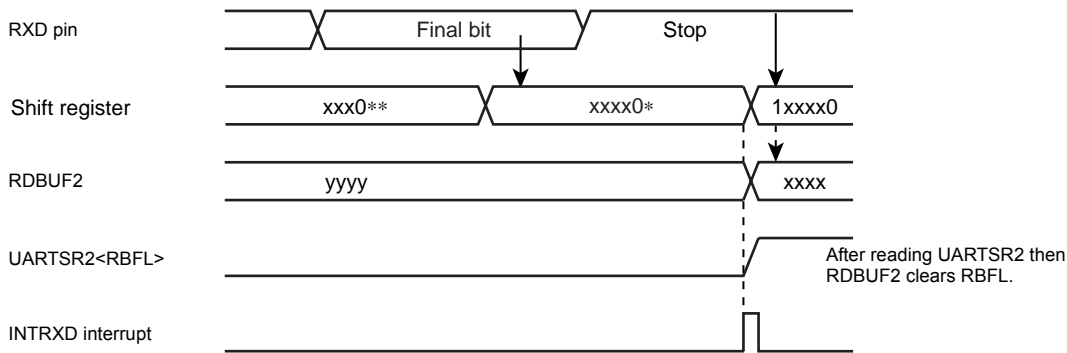 RXD pin
Final bit
Stop
Shift register
xxx0**
xxxx0*
1xxxx0
RDBUF2
yyyy
xxxx
UARTSR2<RBFL>
After reading UARTSR2 then
RDBUF2 clears RBFL.
INTRXD interrupt